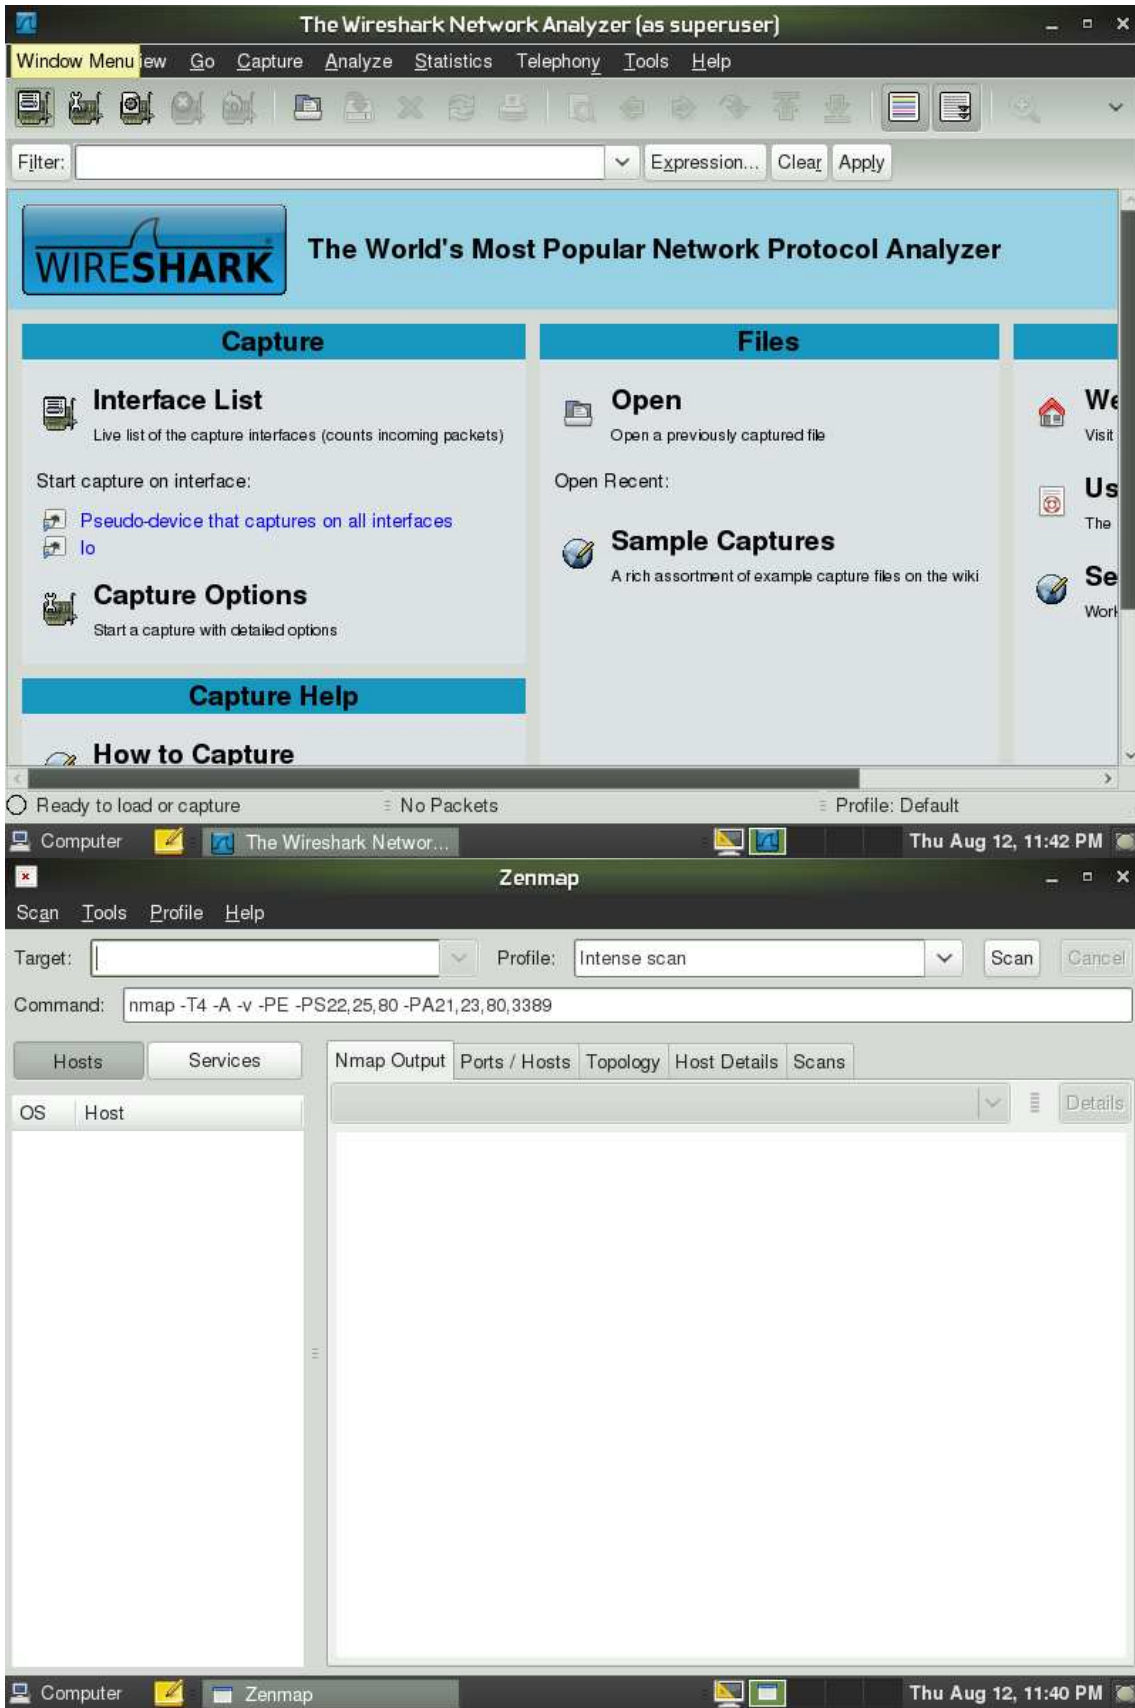 The Wireshark Network Analyzer (as superuser)
Window Menu iew Go Capture Analyze Statistics Telephony Tools Help
Filter: Expression... Clear Apply
WIRESHARK The World's Most Popular Network Protocol Analyzer
Capture
Files
Interface List
Live list of the capture interfaces (counts incoming packets)
Start capture on interface:
Pseudo-device that captures on all interfaces
lo
Capture Options
Start a capture with detailed options
Capture Help
How to Capture
Open
Open a previously captured file
Open Recent:
Sample Captures
A rich assortment of example capture files on the wiki
We
Visit
Us
The
Se
Work
Ready to load or capture No Packets Profile: Default
Computer The Wireshark Networ... Thu Aug 12, 11:42 PM
Zenmap
Scan Tools Profile Help
Target: Profile: Intense scan Scan Cancel
Command: nmap -T4 -A -v -PE -PS22,25,80 -PA21,23,80,3389
Hosts Services Nmap Output Ports / Hosts Topology Host Details Scans
OS Host Details
Computer Zenmap Thu Aug 12, 11:40 PM